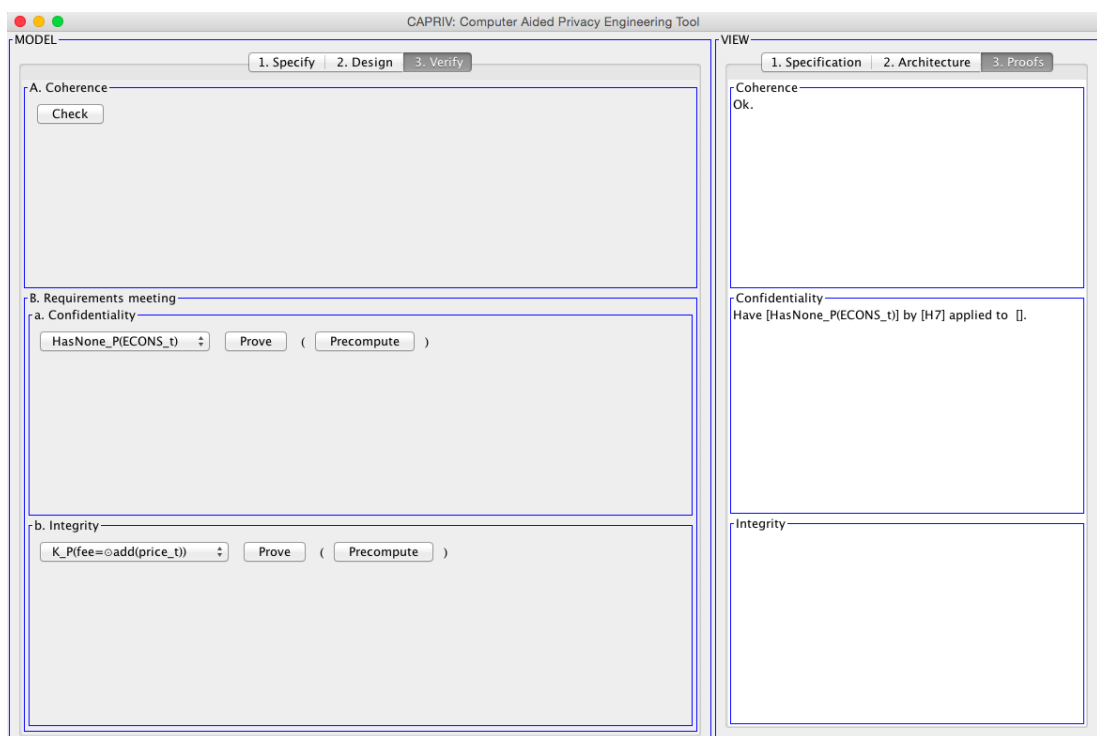 CAPRIV: Computer Aided Privacy Engineering Tool
MODEL
1. Specify 2. Design 3. Verify
A. Coherence
Check
B. Requirements meeting
a. Confidentiality
HasNone_P(ECONS_t) Prove ( Precompute )
b. Integrity
K_P(fee=⊙add(price_t)) Prove ( Precompute )
VIEW
1. Specification 2. Architecture 3. Proofs
Coherence
Ok.
Confidentiality
Have [HasNone_P(ECONS_t)] by [H7] applied to [].
Integrity